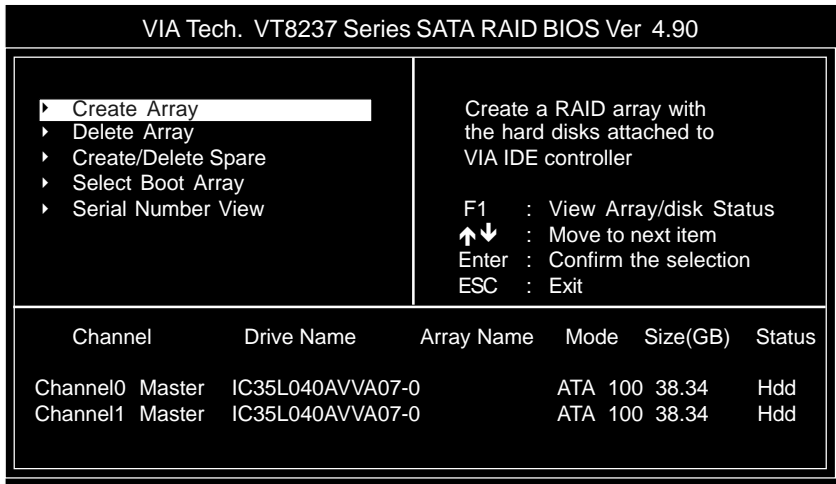 VIA Tech. VT8237 Series SATA RAID BIOS Ver 4.90
Create Array
Delete Array
Create/Delete Spare
Select Boot Array
Serial Number View
Create a RAID array with
the hard disks attached to
VIA IDE controller
F1 : View Array/disk Status
↑↓ : Move to next item
Enter : Confirm the selection
ESC : Exit
Channel Drive Name Array Name Mode Size(GB) Status
Channel0 Master IC35L040AVVA07-0 ATA 100 38.34 Hdd
Channel1 Master IC35L040AVVA07-0 ATA 100 38.34 Hdd